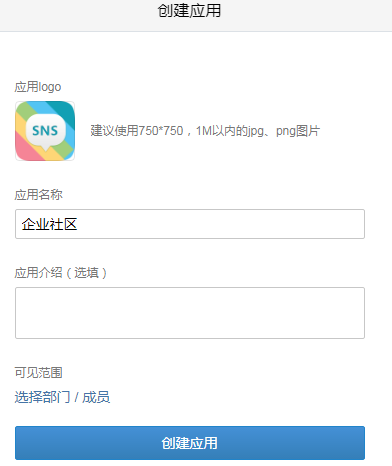 创建应用
应用logo
SNS
建议使用750*750，1M以内的jpg、png图片
应用名称
企业社区
应用介绍（选填）
可见范围
选择部门 / 成员
创建应用